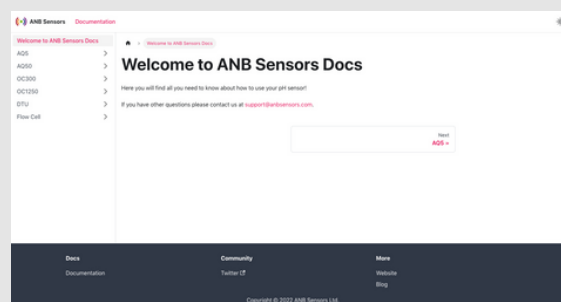 ANB Sensors Documentation
Welcome to ANB Sensors Docs
AQ5
AQ50
OC300
OC1250
DTU
Flow Cell
Welcome to ANB Sensors Docs
Welcome to ANB Sensors Docs
Here you will find all you need to know about how to use your pH sensor!
If you have other questions please contact us at support@anbsensors.com.
Next
AQ5 »
Docs
Community
More
Documentation
Twitter
Website
Blog
Copyright © 2022 ANB Sensors Ltd.